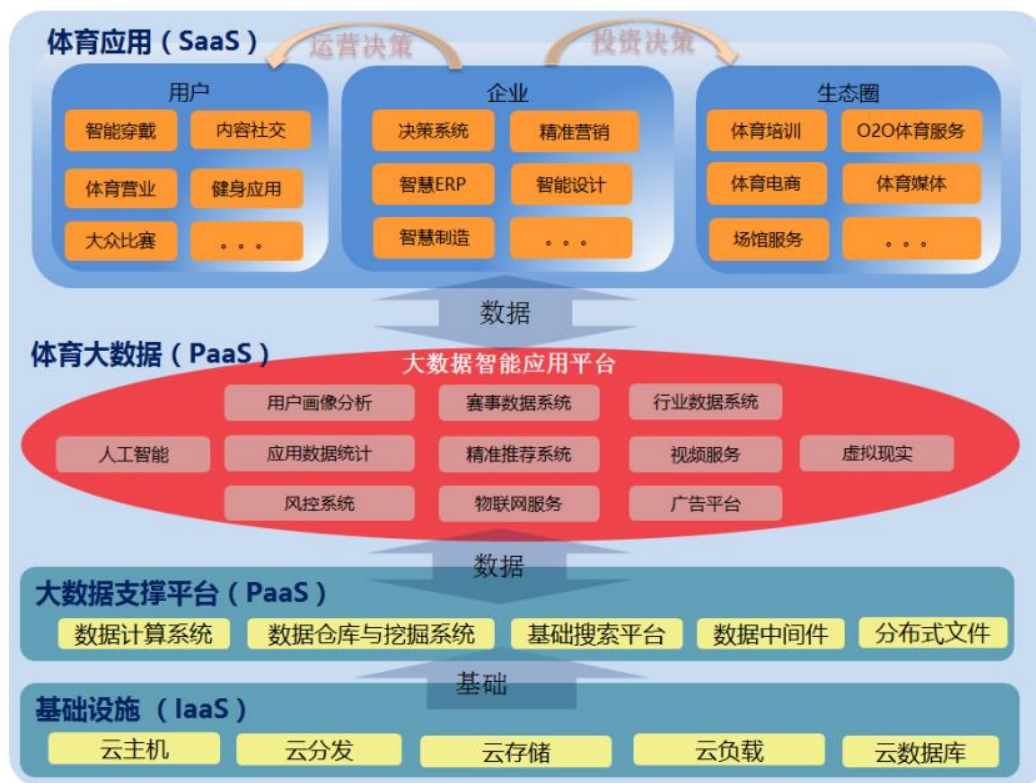 体育应用（SaaS）
运营决策
投资决策
用户
智能穿戴
内容社交
体育营业
健身应用
大众比赛
。。。
企业
决策系统
精准营销
智慧ERP
智能设计
智慧制造
。。。
生态圈
体育培训
O2O体育服务
体育电商
体育媒体
场馆服务
。。。
数据
体育大数据（PaaS）
大数据智能应用平台
用户画像分析
赛事数据系统
行业数据系统
人工智能
应用数据统计
精准推荐系统
视频服务
虚拟现实
风控系统
物联网服务
广告平台
数据
大数据支撑平台（PaaS）
数据计算系统
数据仓库与挖掘系统
基础搜索平台
数据中间件
分布式文件
基础
基础设施 （IaaS）
云主机
云分发
云存储
云负载
云数据库